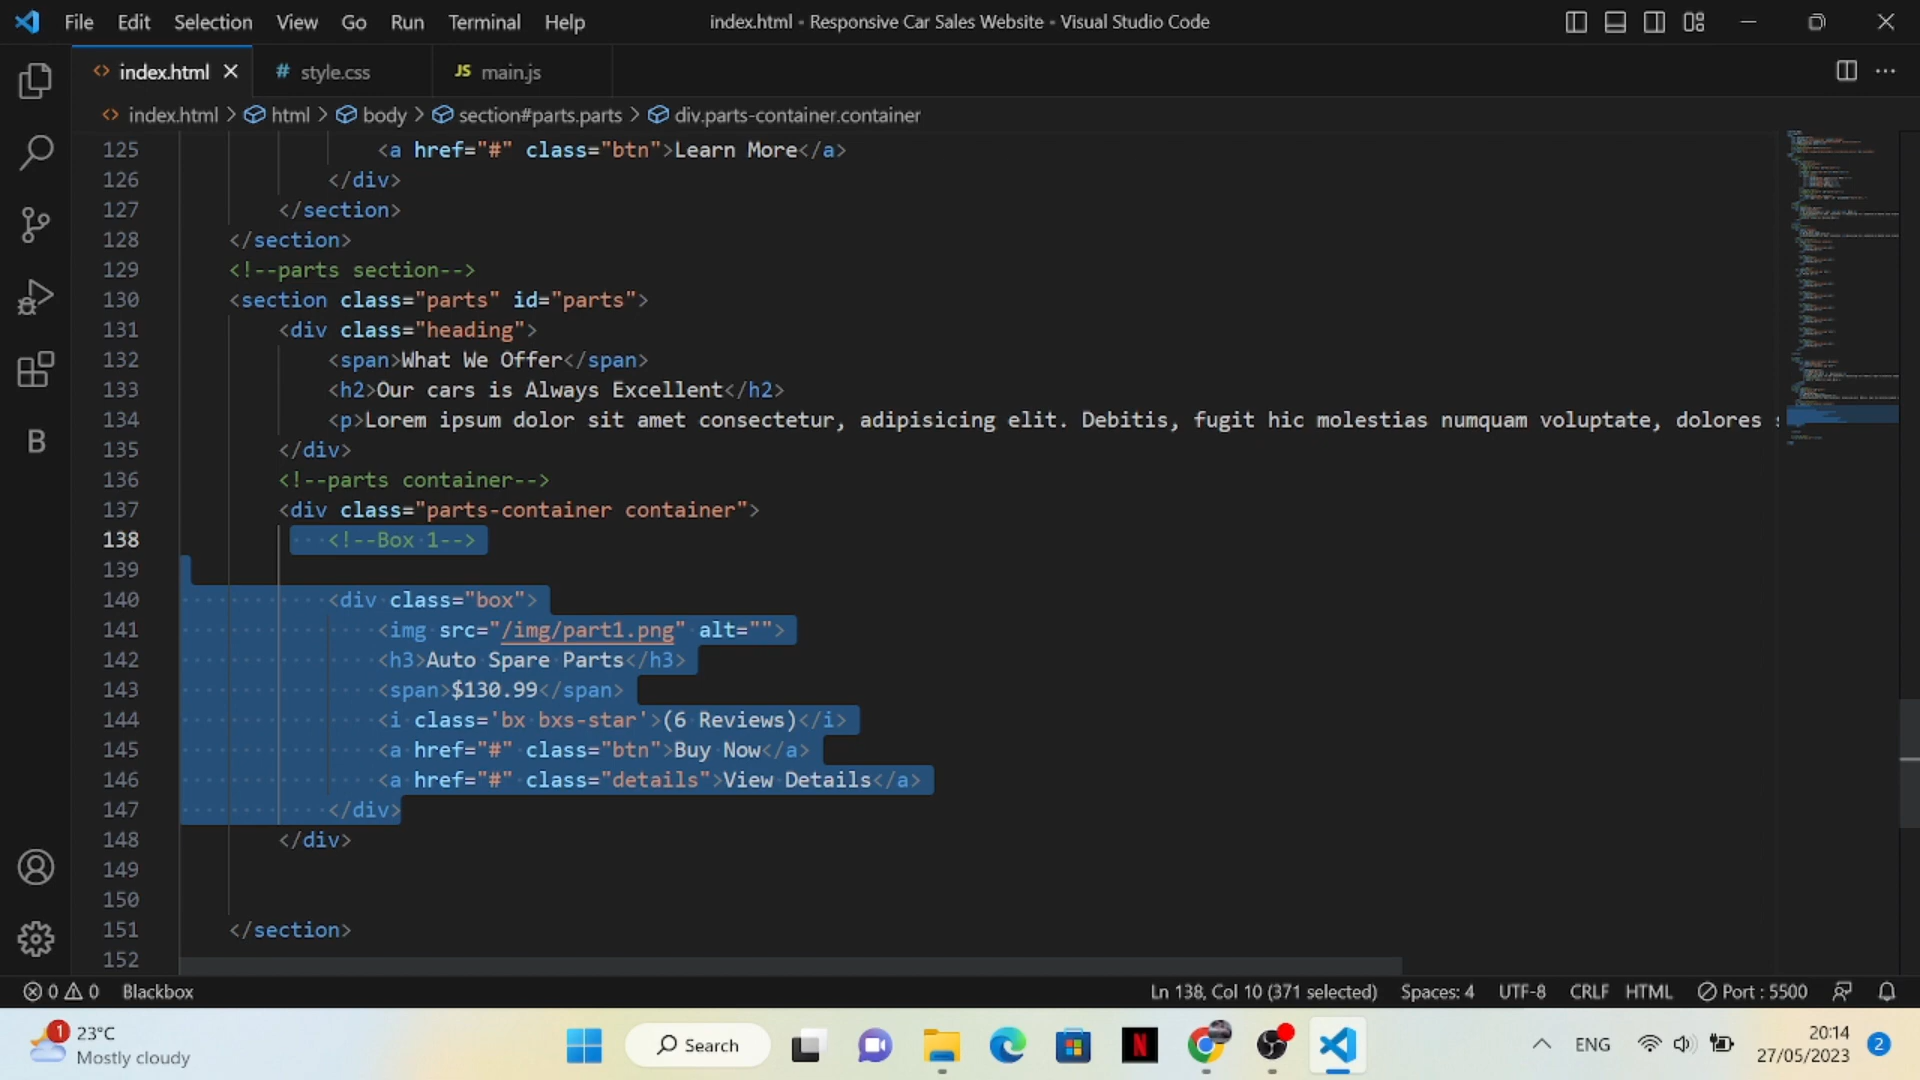 File Edit Selection View Go Run Terminal Help index.html - Responsive Car Sales Website - Visual Studio Code
index.html # style.css JS main.js
index.html > html > body > section#parts.parts > div.parts-container.container
125 <a href="#" class="btn">Learn More</a>
126 </div>
127 </section>
128 </section>
129 <!--parts section-->
130 <section class="parts" id="parts">
131 <div class="heading">
132 <span>What We Offer</span>
133 <h2>Our cars is Always Excellent</h2>
134 <p>Lorem ipsum dolor sit amet consectetur, adipisicing elit. Debitis, fugit hic molestias numquam voluptate, dolores
135 </div>
136 <!--parts container-->
137 <div class="parts-container container">
138 <!--Box 1-->
139
140 <div class="box">
141 <img src="/img/part1.png" alt="">
142 <h3>Auto Spare Parts</h3>
143 <span>$130.99</span>
144 <i class='bx bxs-star'>(6 Reviews)</i>
145 <a href="#" class="btn">Buy Now</a>
146 <a href="#" class="details">View Details</a>
147 </div>
148 </div>
149
150
151 </section>
152
B
0 0 Blackbox Ln 138, Col 10 (371 selected) Spaces: 4 UTF-8 CRLF HTML Port : 5500
1 23°C
Mostly cloudy
Search
N
ENG
20:14
27/05/2023
2